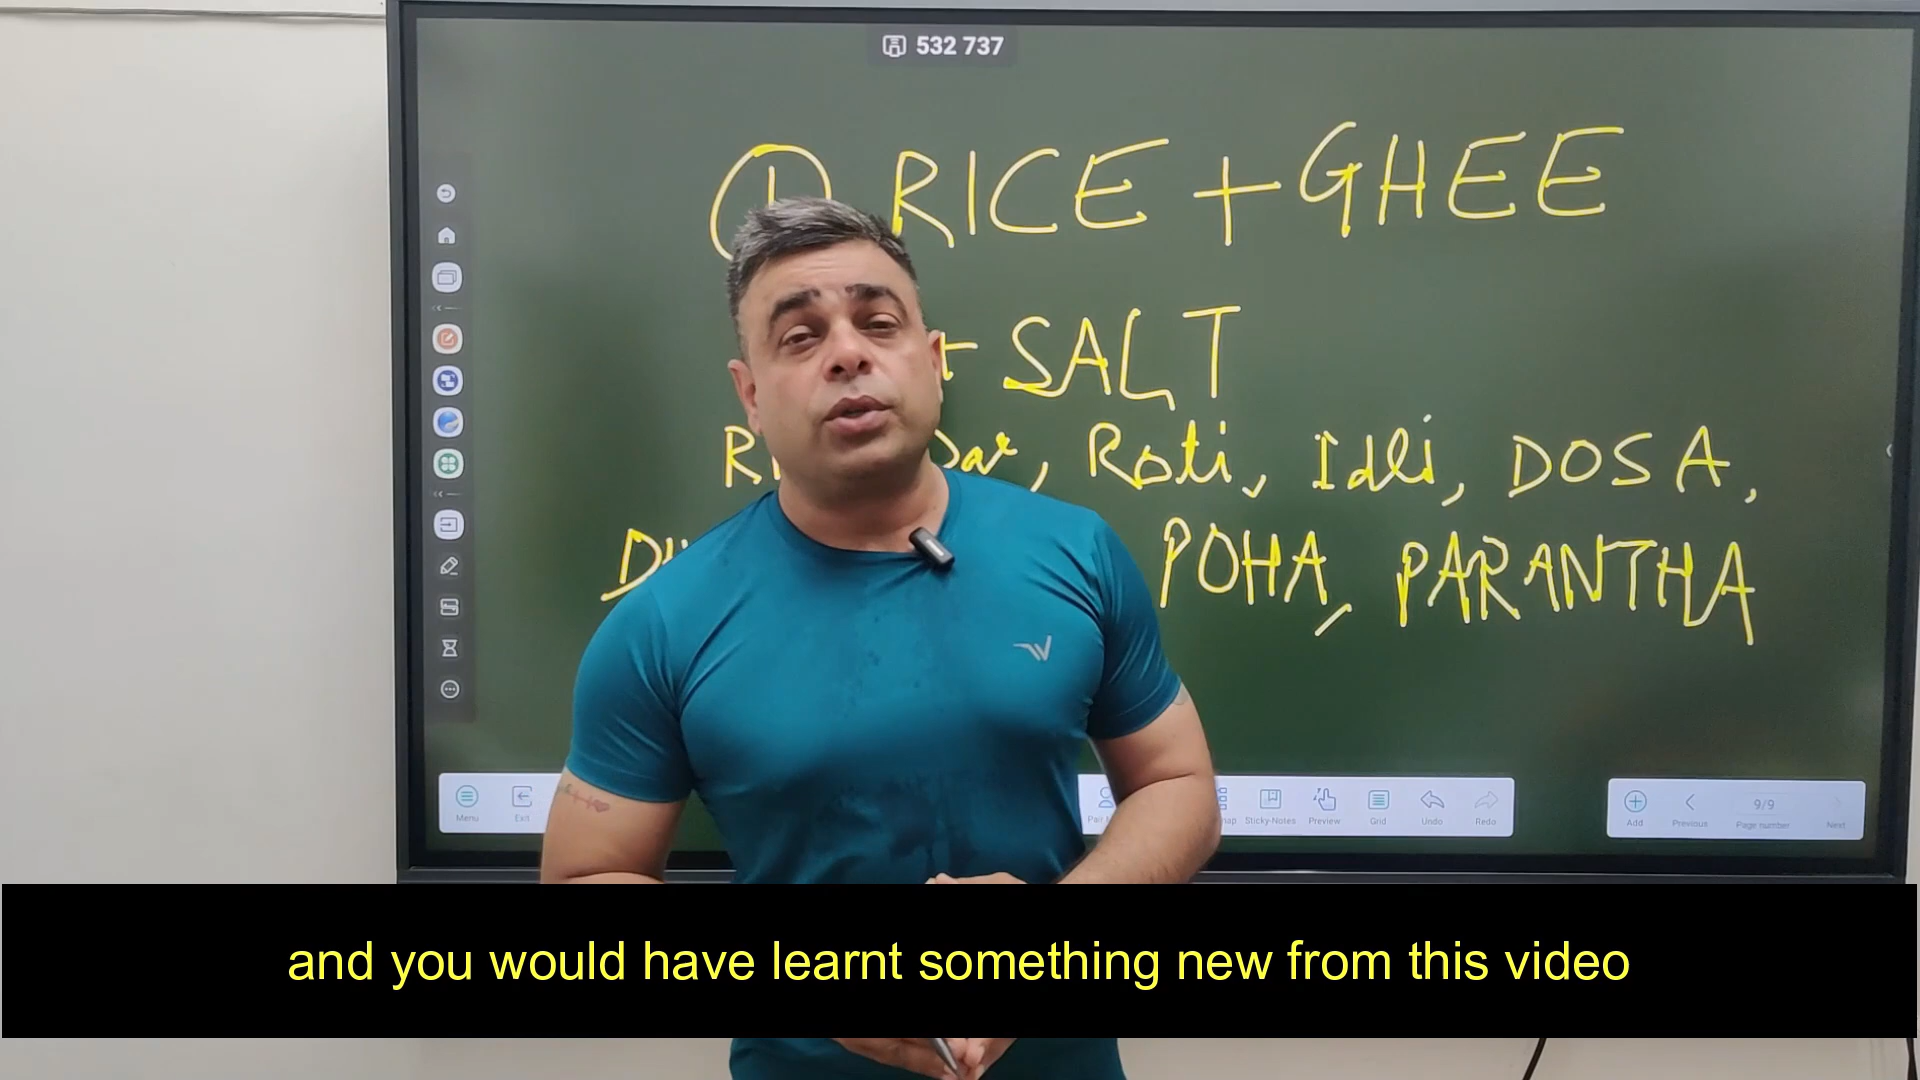 532 737
RICE + GHEE
+ SALT
Roti, Idli, DOSA,
POHA, PARANTHA
Menu
Exit
Sticky-Notes
Preview
Grid
Undo
Redo
Add
Previous
9/9
Page number
Next
and you would have learnt something new from this video